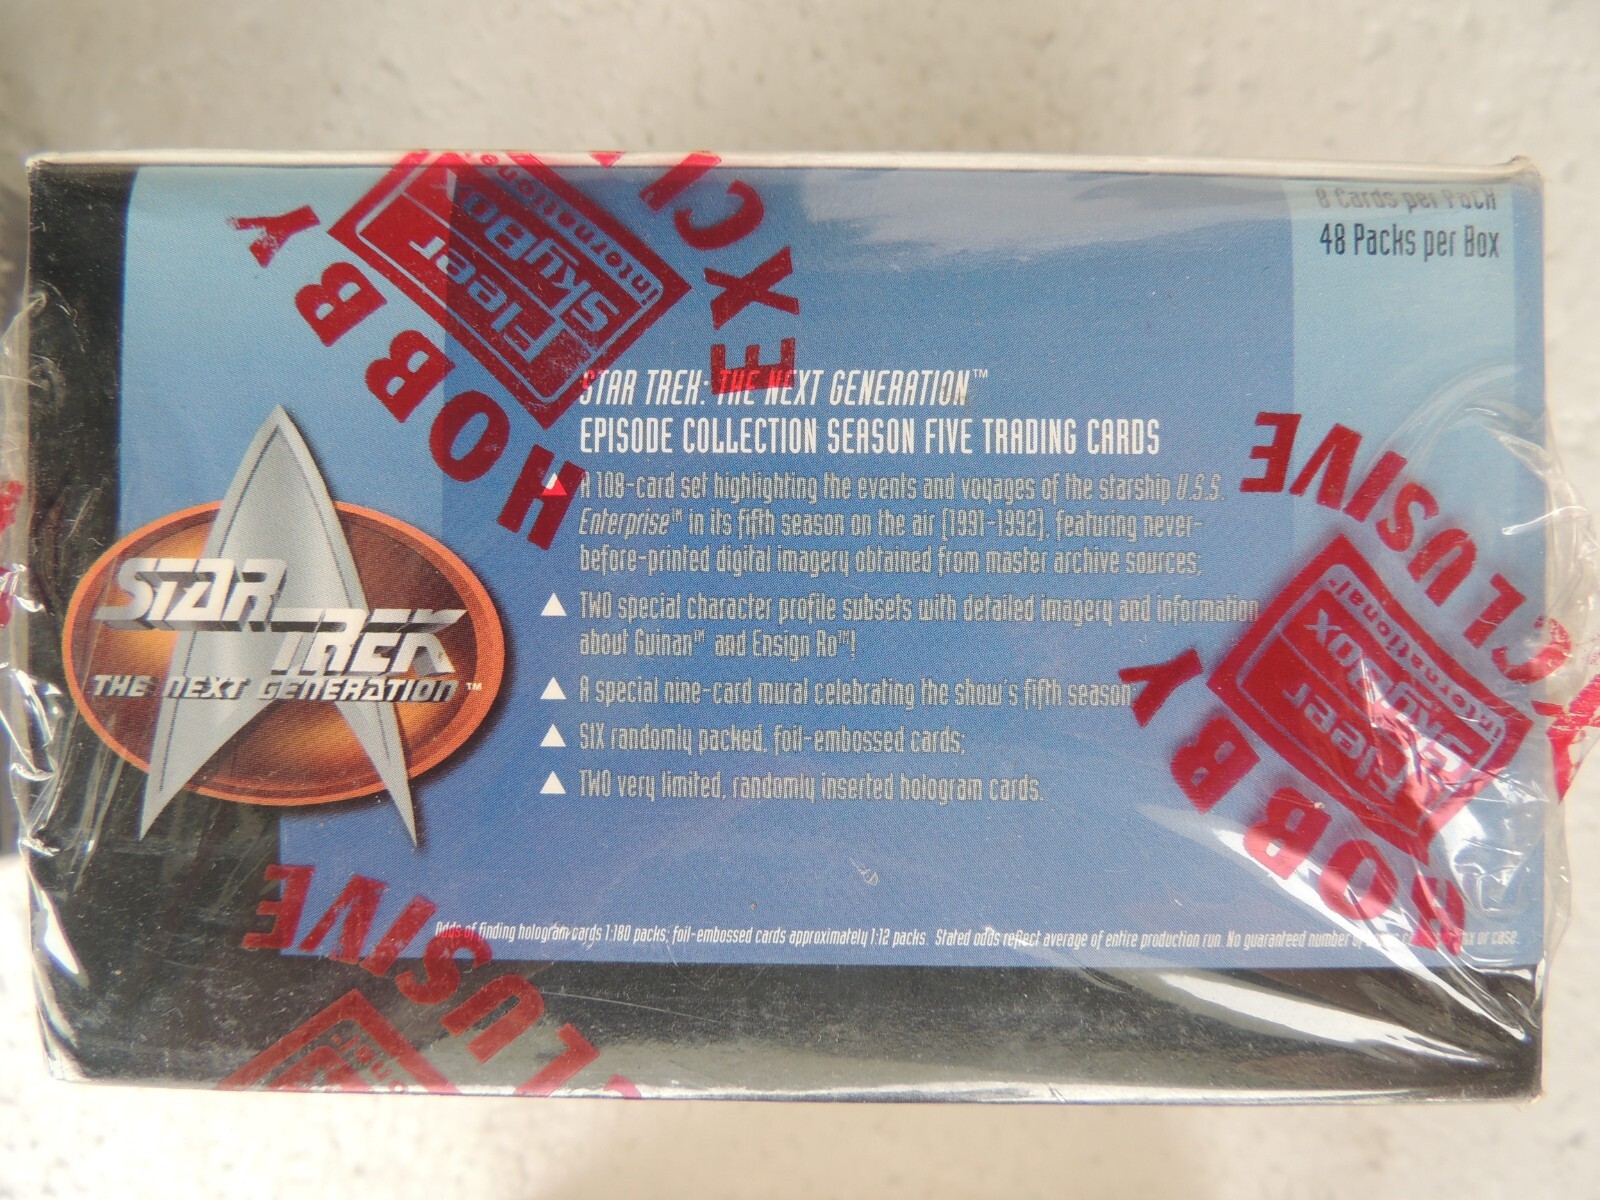 8 Cards per Pack
48 Packs per Box
HOBBY EXCLUSIVE
Fleer
SkyBox
international
STAR TREK: THE NEXT GENERATION™
EPISODE COLLECTION SEASON FIVE TRADING CARDS
A 108-card set highlighting the events and voyages of the starship U.S.S.
Enterprise™ in its fifth season on the air (1991-1992), featuring never-
before-printed digital imagery obtained from master archive sources;
TWO special character profile subsets with detailed imagery and information
about Guinan™ and Ensign Ro™!
A special nine-card mural celebrating the show's fifth season;
SIX randomly packed, foil-embossed cards;
TWO very limited, randomly inserted hologram cards.
STAR
TREK
THE NEXT GENERATION™
HOBBY EXCLUSIVE
Fleer
SkyBox
international
Odds of finding hologram cards 1:180 packs; foil-embossed cards approximately 1:12 packs. Stated odds reflect average of entire production run. No guaranteed number or case.
LUSIVE